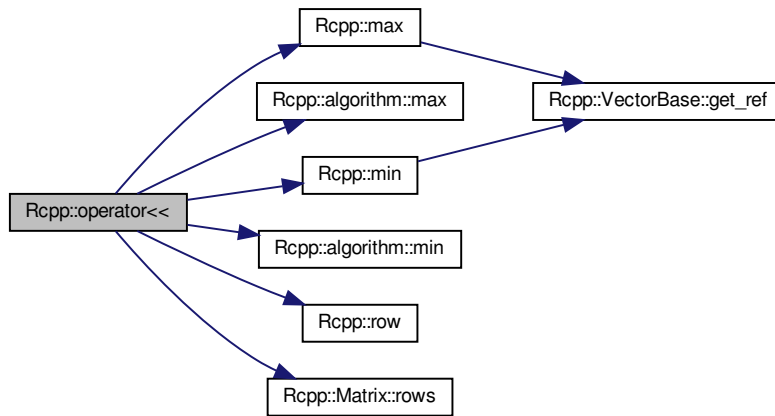 Rcpp::max
Rcpp::algorithm::max
Rcpp::VectorBase::get_ref
Rcpp::min
Rcpp::operator<<
Rcpp::algorithm::min
Rcpp::row
Rcpp::Matrix::rows